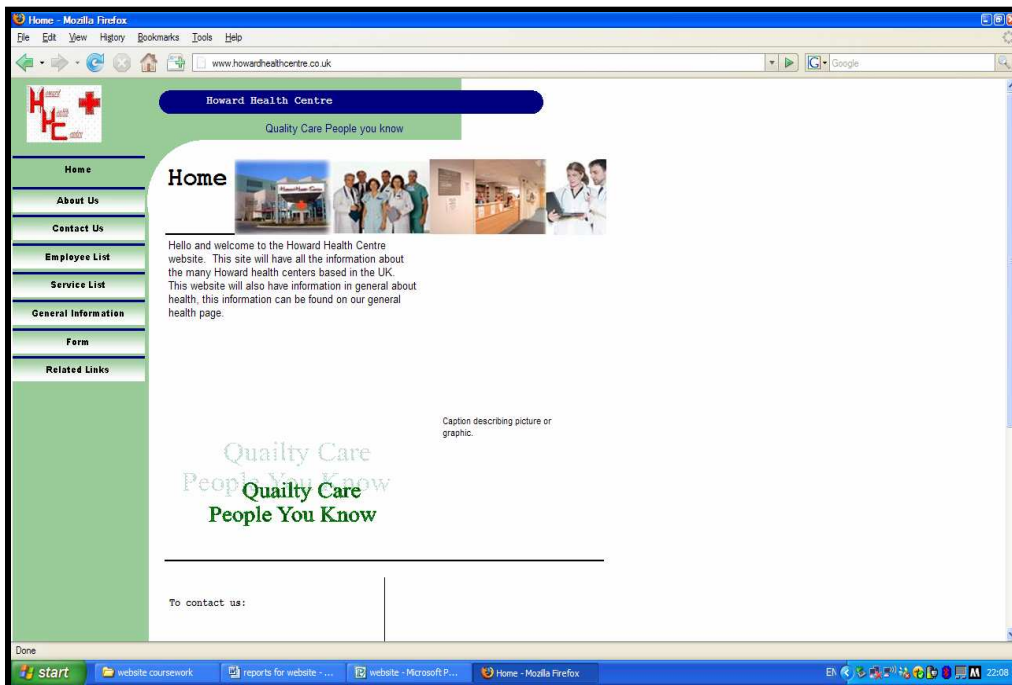 Home - Mozilla Firefox
File Edit View History Bookmarks Tools Help
www.howardhealthcentre.co.uk
G Google
Howard Health Centre
Howard Health Centre
Quality Care People you know
Home
About Us
Contact Us
Employee List
Service List
General Information
Form
Related Links
Home
Hello and welcome to the Howard Health Centre
website. This site will have all the information about
the many Howard health centers based in the UK.
This website will also have information in general about
health, this information can be found on our general
health page.
Caption describing picture or
graphic.
Quailty Care
People You Know
Quailty Care
People You Know
To contact us:
Done
start website coursework reports for website - ... website - Microsoft P... Home - Mozilla Firefox EN 22:08